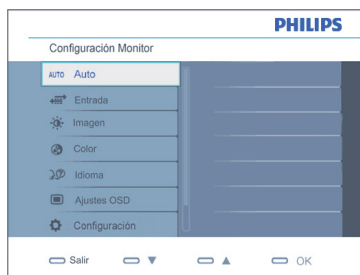 PHILIPS
Configuración Monitor
AUTO Auto
Entrada
Imagen
Color
Idioma
Ajustes OSD
Configuración
Salir ▼ ▲ OK